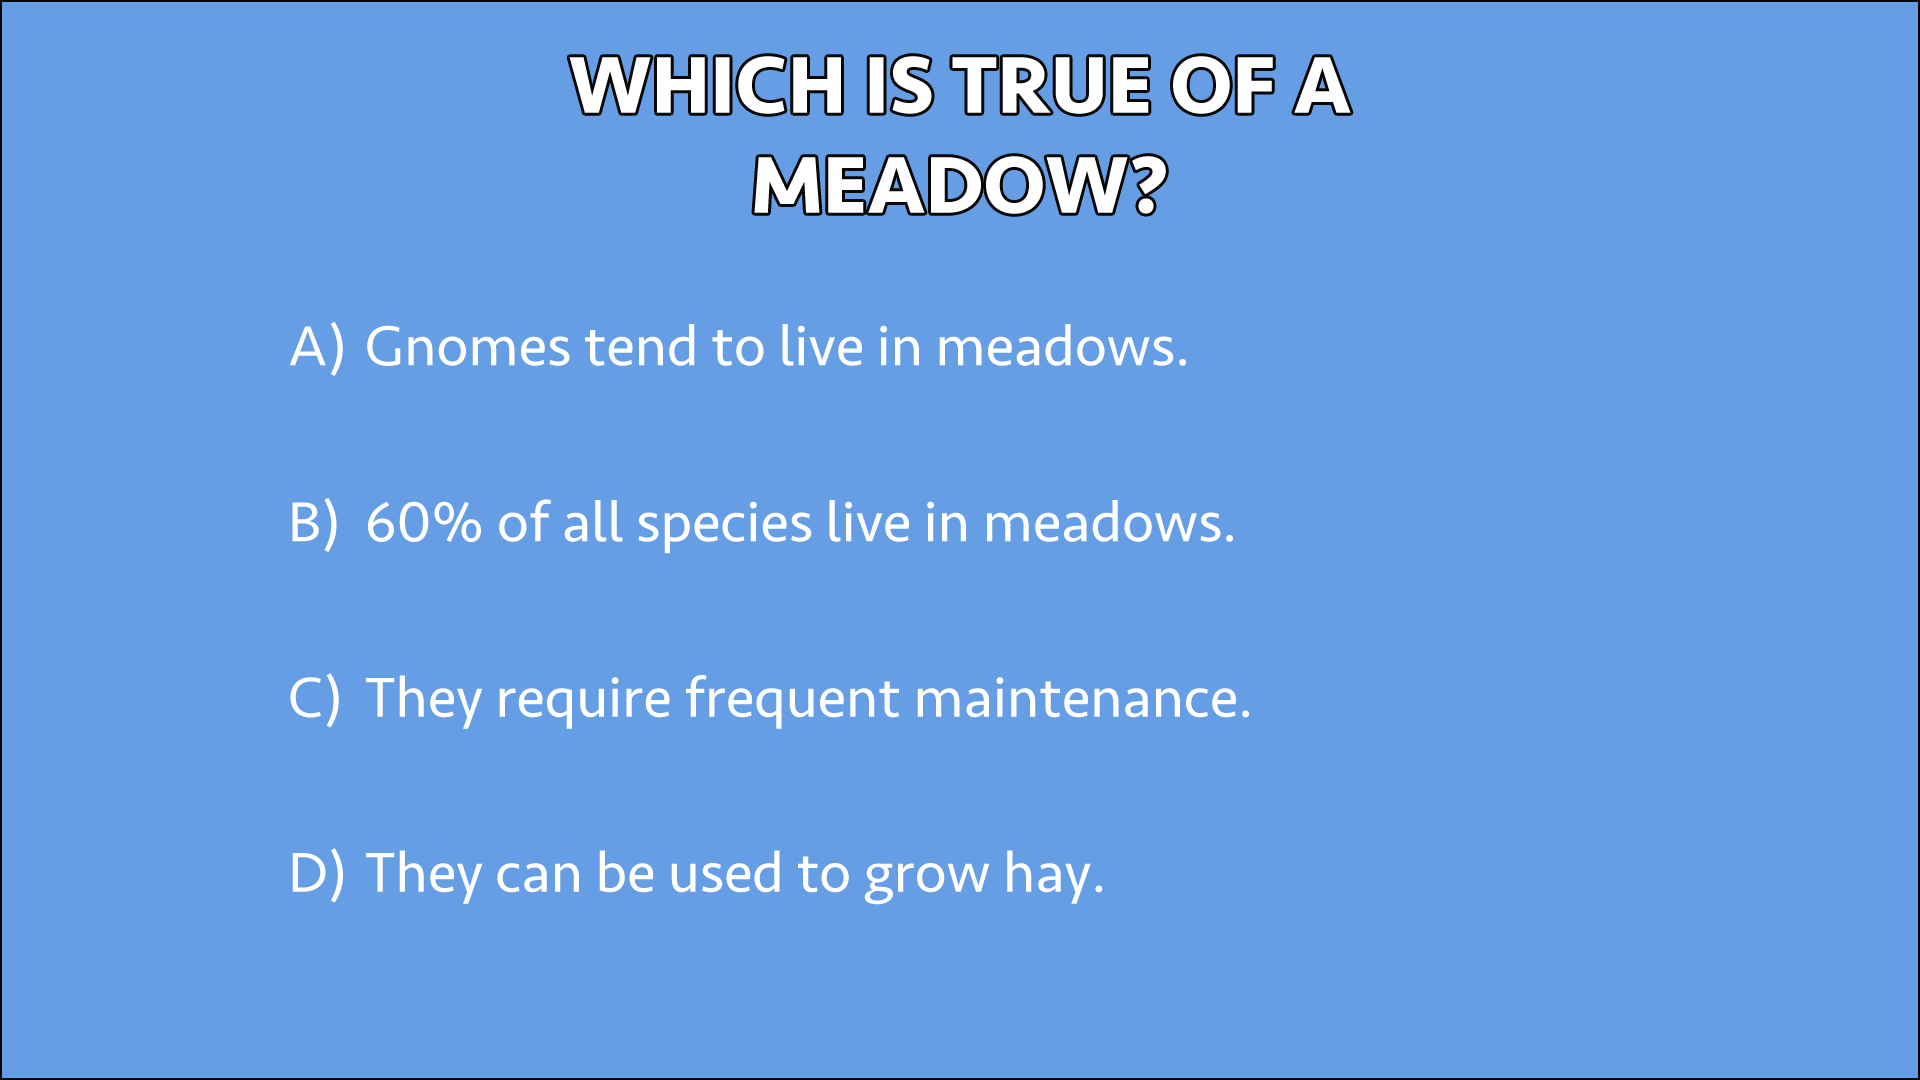 WHICH IS TRUE OF A
MEADOW?
A) Gnomes tend to live in meadows.
B) 60% of all species live in meadows.
C) They require frequent maintenance.
D) They can be used to grow hay.